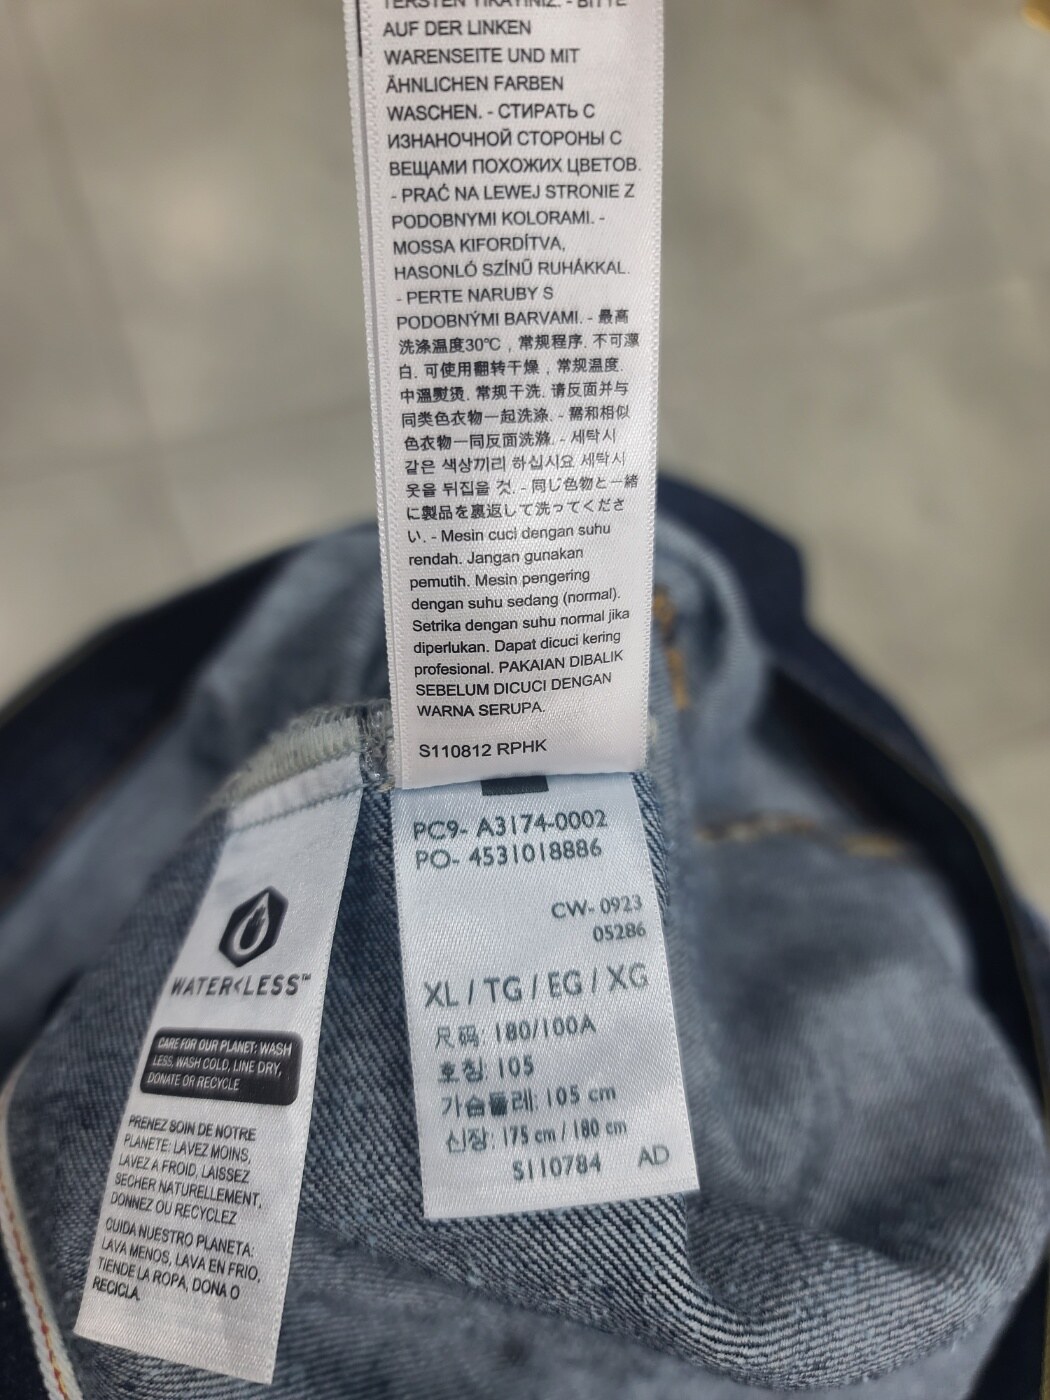 TERSTEN YIKAYINIZ. - BITTE
AUF DER LINKEN
WARENSEITE UND MIT
ÄHNLICHEN FARBEN
WASCHEN. - СТИРАТЬ С
ИЗНАНОЧНОЙ СТОРОНЫ С
ВЕЩАМИ ПОХОЖИХ ЦВЕТОВ.
- PRAĆ NA LEWEJ STRONIE Z
PODOBNYMI KOLORAMI. -
MOSSA KIFORDÍTVA,
HASONLÓ SZÍNŰ RUHÁKKAL.
- PERTE NARUBY S
PODOBNÝMI BARVAMI. - 最高
洗涤温度30℃，常规程序. 不可漂
白. 可使用翻转干燥，常规温度.
中温熨烫. 常规干洗. 请反面并与
同类色衣物一起洗涤. - 需和相似
色衣物一同反面洗滌. - 세탁시
같은 색상끼리 하십시요 세탁시
옷을 뒤집을 것. - 同じ色物と一緒
に製品を裏返して洗ってくださ
い. - Mesin cuci dengan suhu
rendah. Jangan gunakan
pemutih. Mesin pengering
dengan suhu sedang (normal).
Setrika dengan suhu normal jika
diperlukan. Dapat dicuci kering
profesional. PAKAIAN DIBALIK
SEBELUM DICUCI DENGAN
WARNA SERUPA.
S110812 RPHK
PC9- A3174-0002
PO- 4531018886
CW- 0923
05286
XL / TG / EG / XG
尺码: 180/100A
호칭: 105
가슴둘레: 105 cm
신장: 175 cm / 180 cm
S110784 AD
WATER<LESS™
CARE FOR OUR PLANET: WASH
LESS, WASH COLD, LINE DRY,
DONATE OR RECYCLE
PRENEZ SOIN DE NOTRE
PLANETE: LAVEZ MOINS,
LAVEZ A FROID, LAISSEZ
SECHER NATURELLEMENT,
DONNEZ OU RECYCLEZ
CUIDA NUESTRO PLANETA:
LAVA MENOS, LAVA EN FRIO,
TIENDE LA ROPA, DONA O
RECICLA.